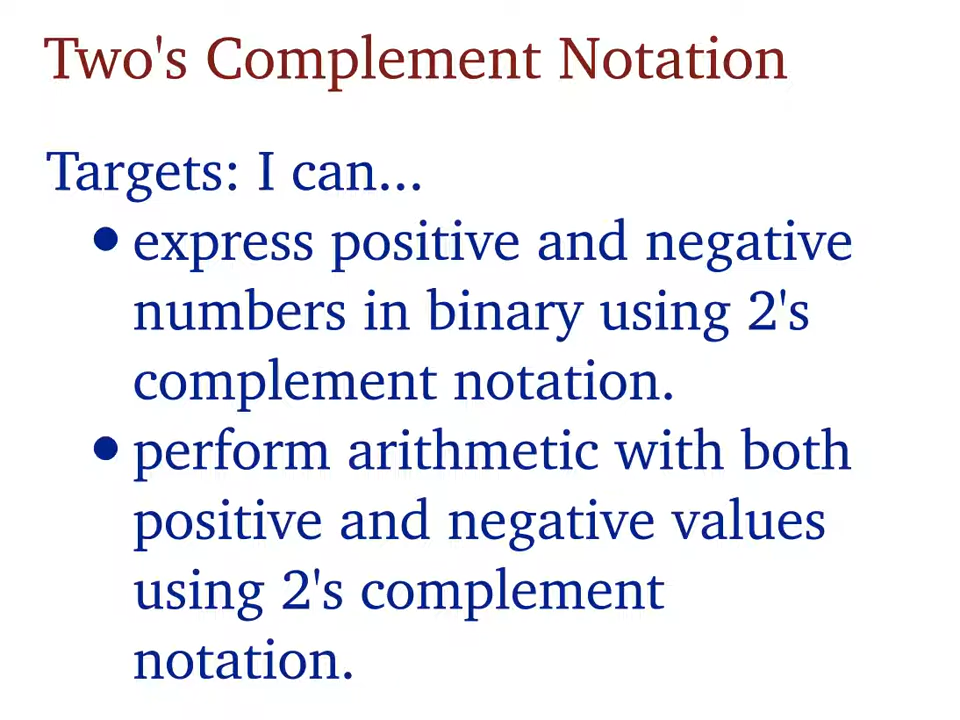 Two's Complement Notation
Targets: I can...
• express positive and negative
numbers in binary using 2's
complement notation.
• perform arithmetic with both
positive and negative values
using 2's complement
notation.